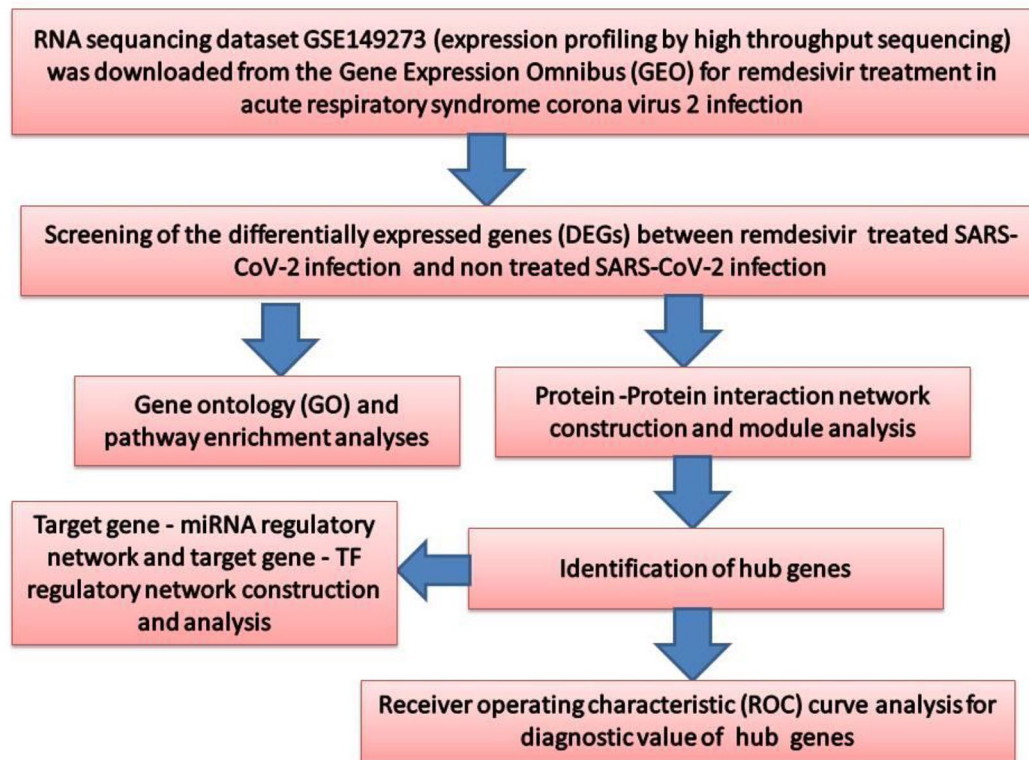 RNA sequancing dataset GSE149273 (expression profiling by high throughput sequencing)
was downloaded from the Gene Expression Omnibus (GEO) for remdesivir treatment in
acute respiratory syndrome corona virus 2 infection
Screening of the differentially expressed genes (DEGs) between remdesivir treated SARS-
CoV-2 infection and non treated SARS-CoV-2 infection
Gene ontology (GO) and
pathway enrichment analyses
Protein -Protein interaction network
construction and module analysis
Target gene - miRNA regulatory
network and target gene - TF
regulatory network construction
and analysis
Identification of hub genes
Receiver operating characteristic (ROC) curve analysis for
diagnostic value of hub genes